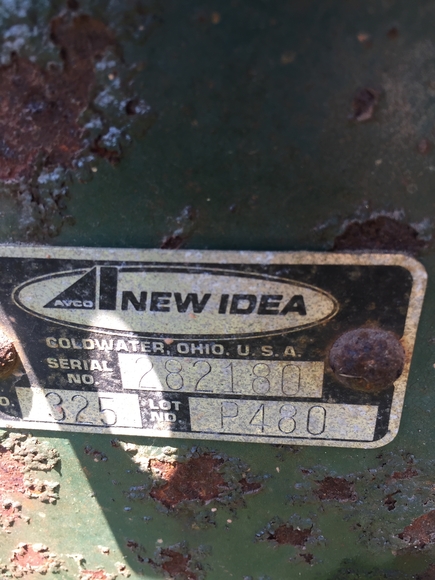 AVCO NEW IDEA
COLDWATER, OHIO, U.S.A.
SERIAL NO. 282180
O. 325 LOT NO. P480